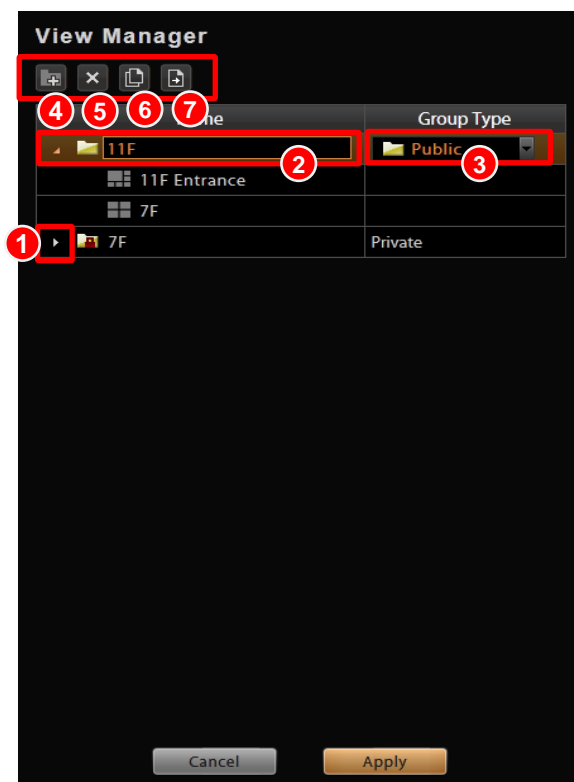 View Manager
4 5 6 7
Group Type
11F 2 Public 3
11F Entrance
7F
1 7F Private
Cancel Apply